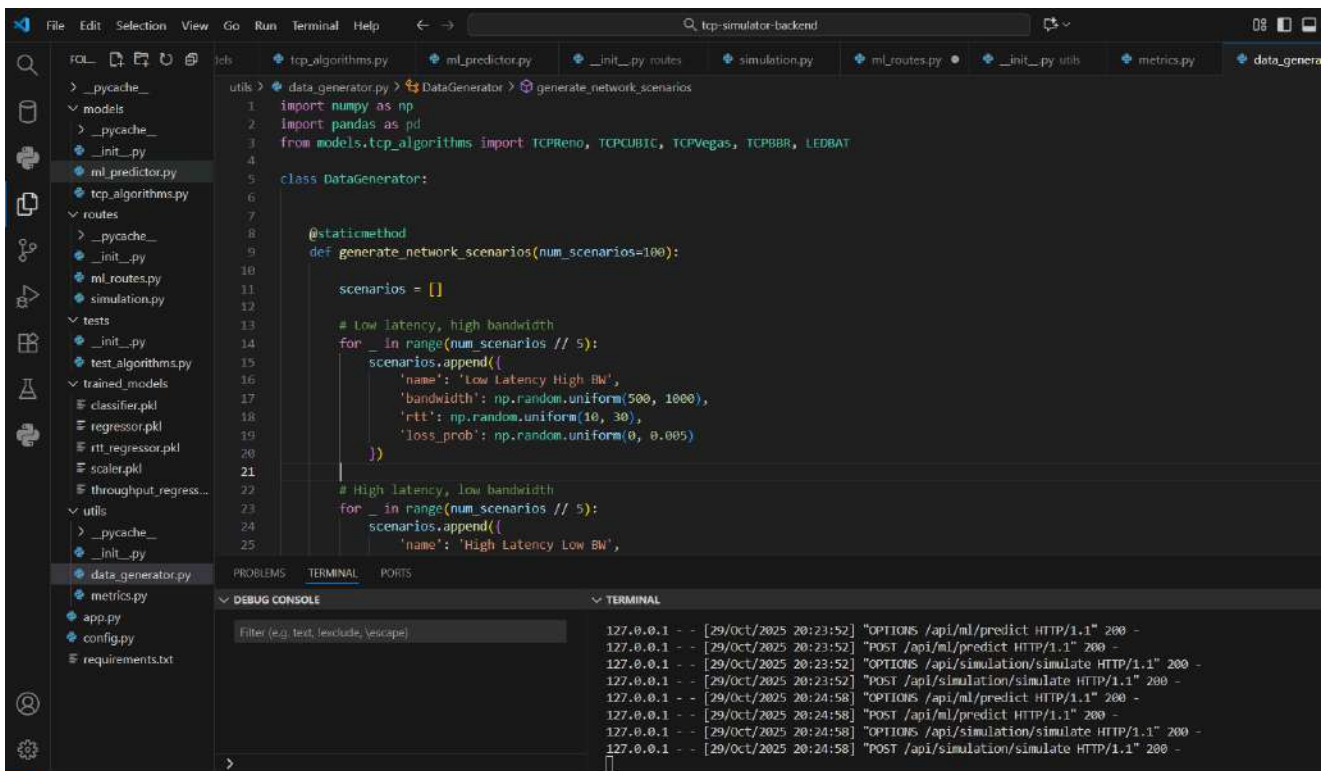 File Edit Selection View Go Run Terminal Help
tcp-simulator-backend
FOL...
tcp_algorithms.py ml_predictor.py __init__.py routes simulation.py ml_routes.py __init__.py utils metrics.py data_genera
utils > data_generator.py > DataGenerator > generate_network_scenarios
> __pycache__
models
> __pycache__
__init__.py
ml_predictor.py
tcp_algorithms.py
routes
> __pycache__
__init__.py
ml_routes.py
simulation.py
tests
__init__.py
test_algorithms.py
trained_models
classifier.pkl
regressor.pkl
rtt_regressor.pkl
scaler.pkl
throughput_regress...
utils
> __pycache__
__init__.py
data_generator.py
metrics.py
app.py
config.py
requirements.txt
1 import numpy as np
2 import pandas as pd
3 from models.tcp_algorithms import TCPReno, TCPCUBIC, TCPVegas, TCPBBR, LEDBAT
4
5 class DataGenerator:
6
7
8 @staticmethod
9 def generate_network_scenarios(num_scenarios=100):
10
11 scenarios = []
12
13 # Low latency, high bandwidth
14 for _ in range(num_scenarios // 5):
15 scenarios.append({
16 'name': 'Low Latency High BW',
17 'bandwidth': np.random.uniform(500, 1000),
18 'rtt': np.random.uniform(10, 30),
19 'loss_prob': np.random.uniform(0, 0.005)
20 })
21
22 # High latency, low bandwidth
23 for _ in range(num_scenarios // 5):
24 scenarios.append({
25 'name': 'High Latency Low BW',
PROBLEMS TERMINAL PORTS
DEBUG CONSOLE
Filter (e.g. text, !exclude, \escape)
>
TERMINAL
127.0.0.1 - - [29/Oct/2025 20:23:52] "OPTIONS /api/ml/predict HTTP/1.1" 200 -
127.0.0.1 - - [29/Oct/2025 20:23:52] "POST /api/ml/predict HTTP/1.1" 200 -
127.0.0.1 - - [29/Oct/2025 20:23:52] "OPTIONS /api/simulation/simulate HTTP/1.1" 200 -
127.0.0.1 - - [29/Oct/2025 20:23:52] "POST /api/simulation/simulate HTTP/1.1" 200 -
127.0.0.1 - - [29/Oct/2025 20:24:58] "OPTIONS /api/ml/predict HTTP/1.1" 200 -
127.0.0.1 - - [29/Oct/2025 20:24:58] "POST /api/ml/predict HTTP/1.1" 200 -
127.0.0.1 - - [29/Oct/2025 20:24:58] "OPTIONS /api/simulation/simulate HTTP/1.1" 200 -
127.0.0.1 - - [29/Oct/2025 20:24:58] "POST /api/simulation/simulate HTTP/1.1" 200 -